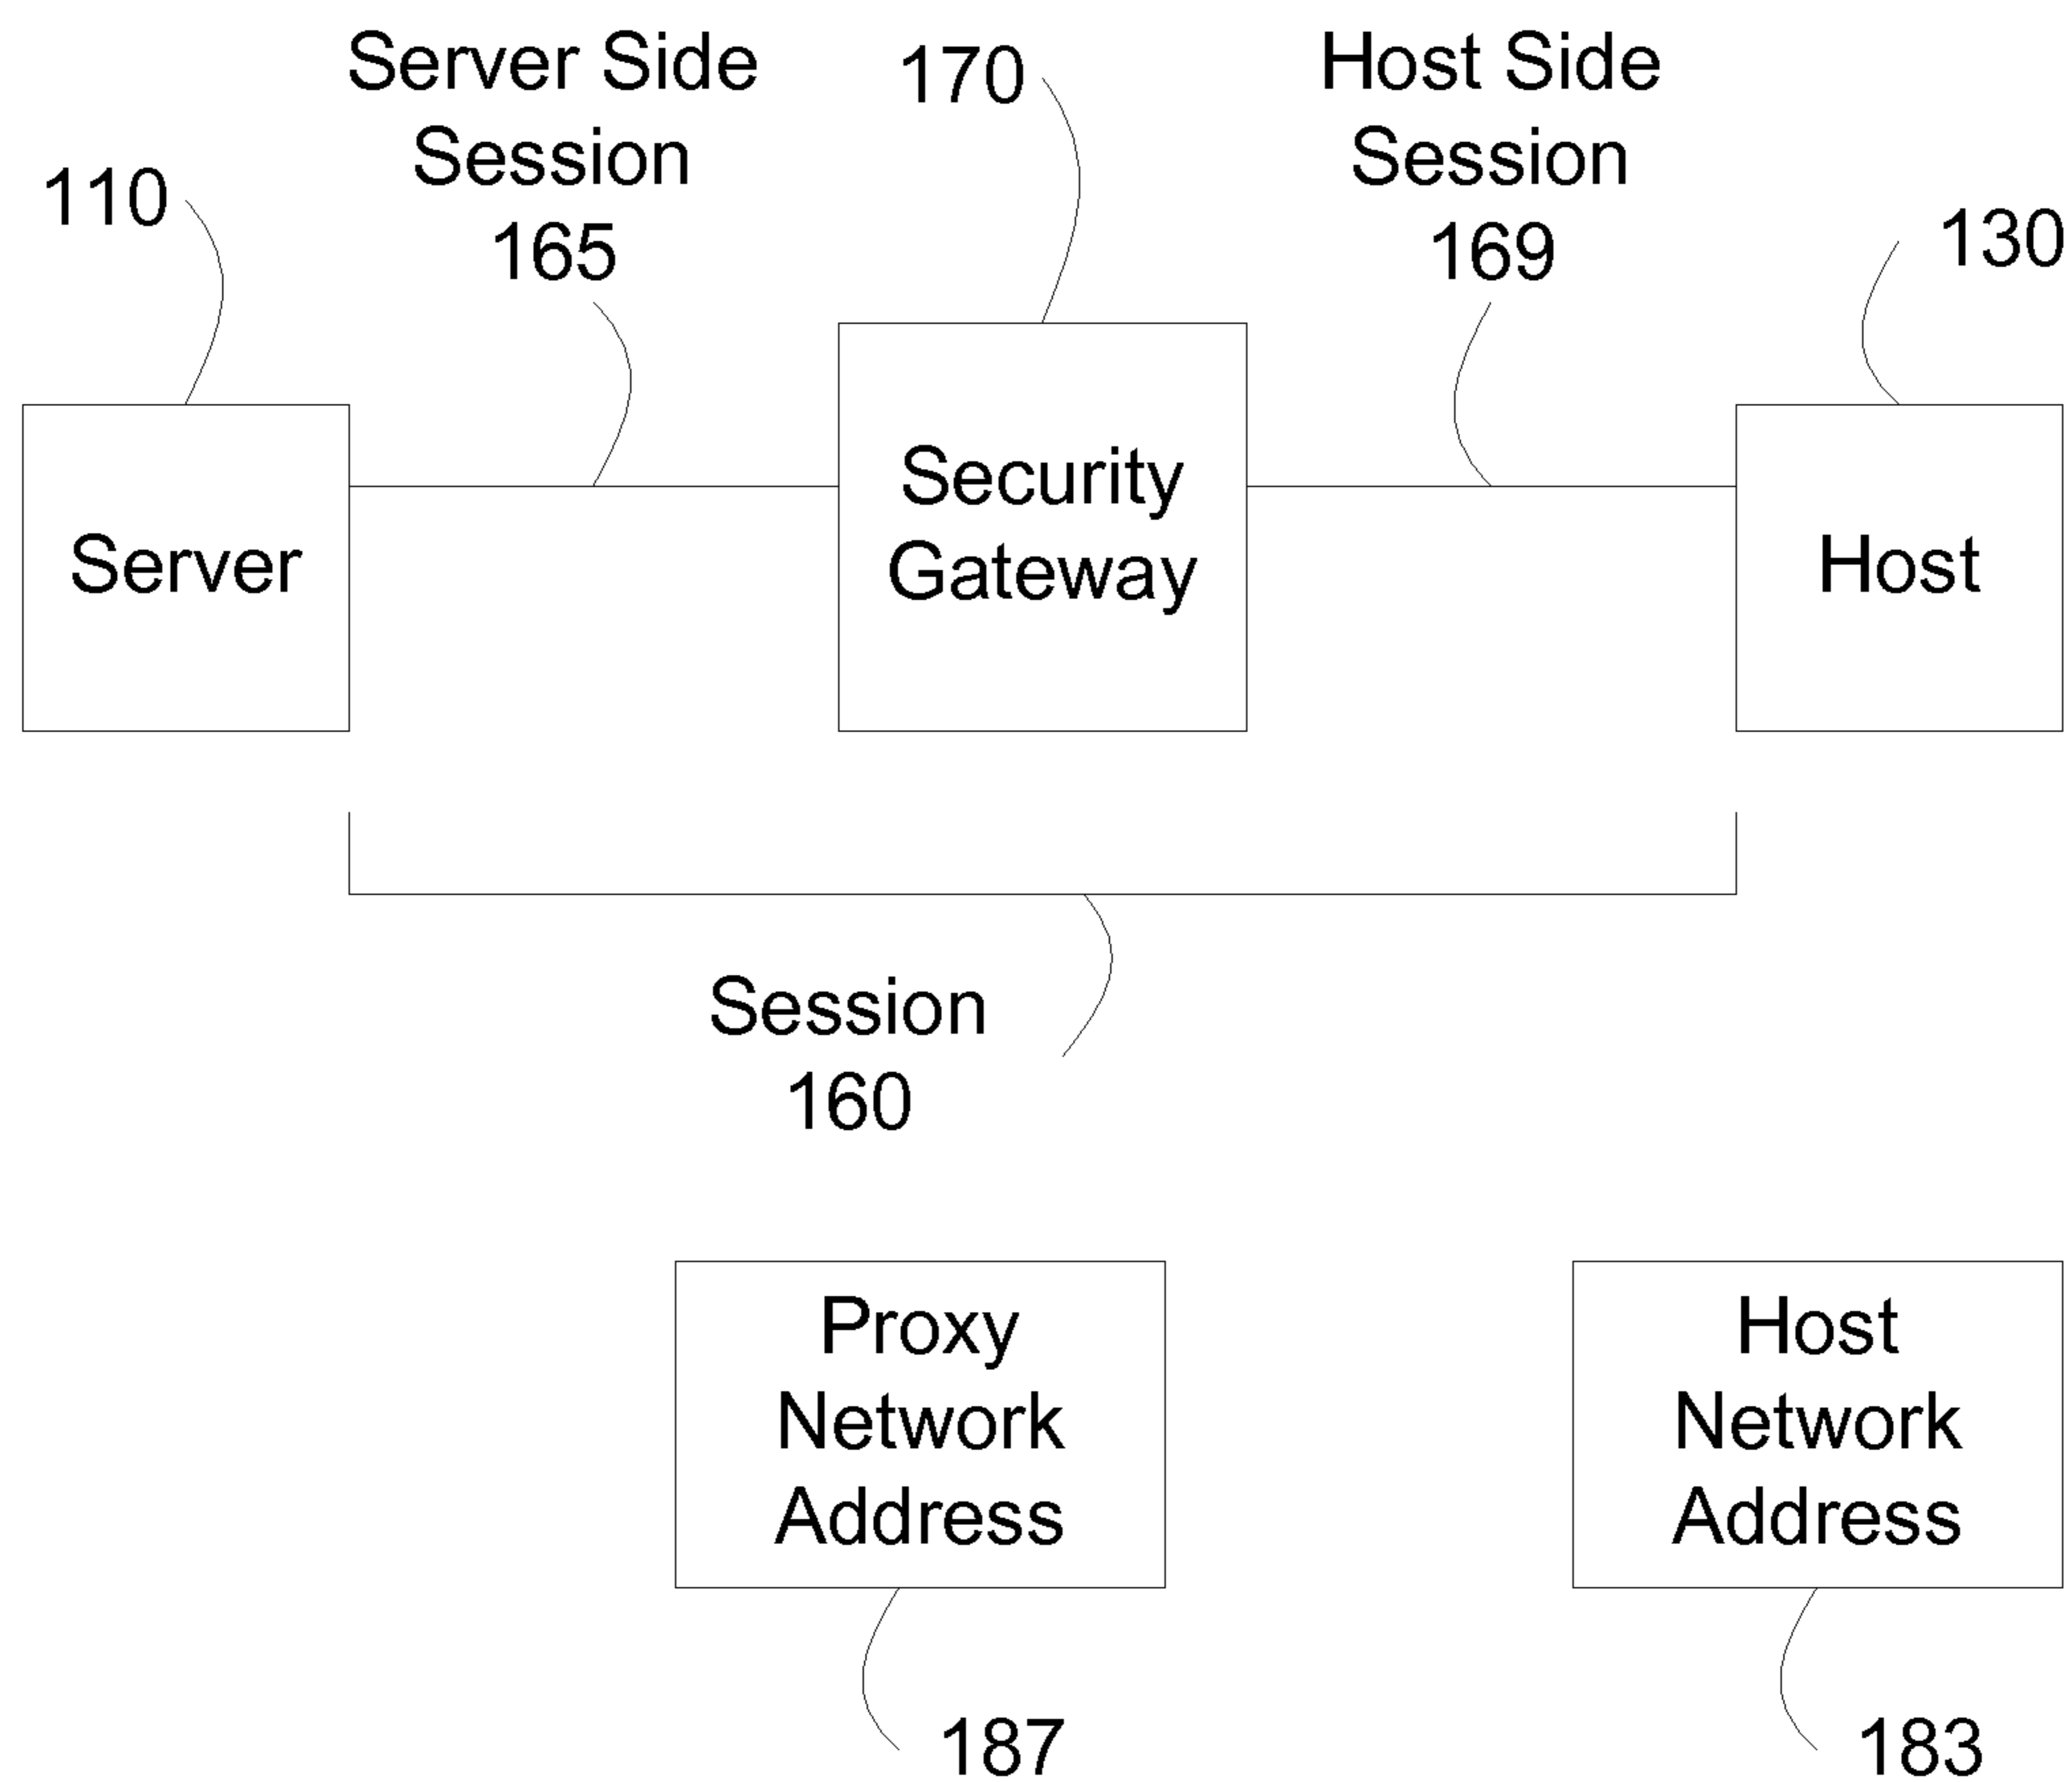 Server Side
Session
165
170
Host Side
Session
169
110
130
Server
Security
Gateway
Host
Session
160
Proxy
Network
Address
Host
Network
Address
187
183